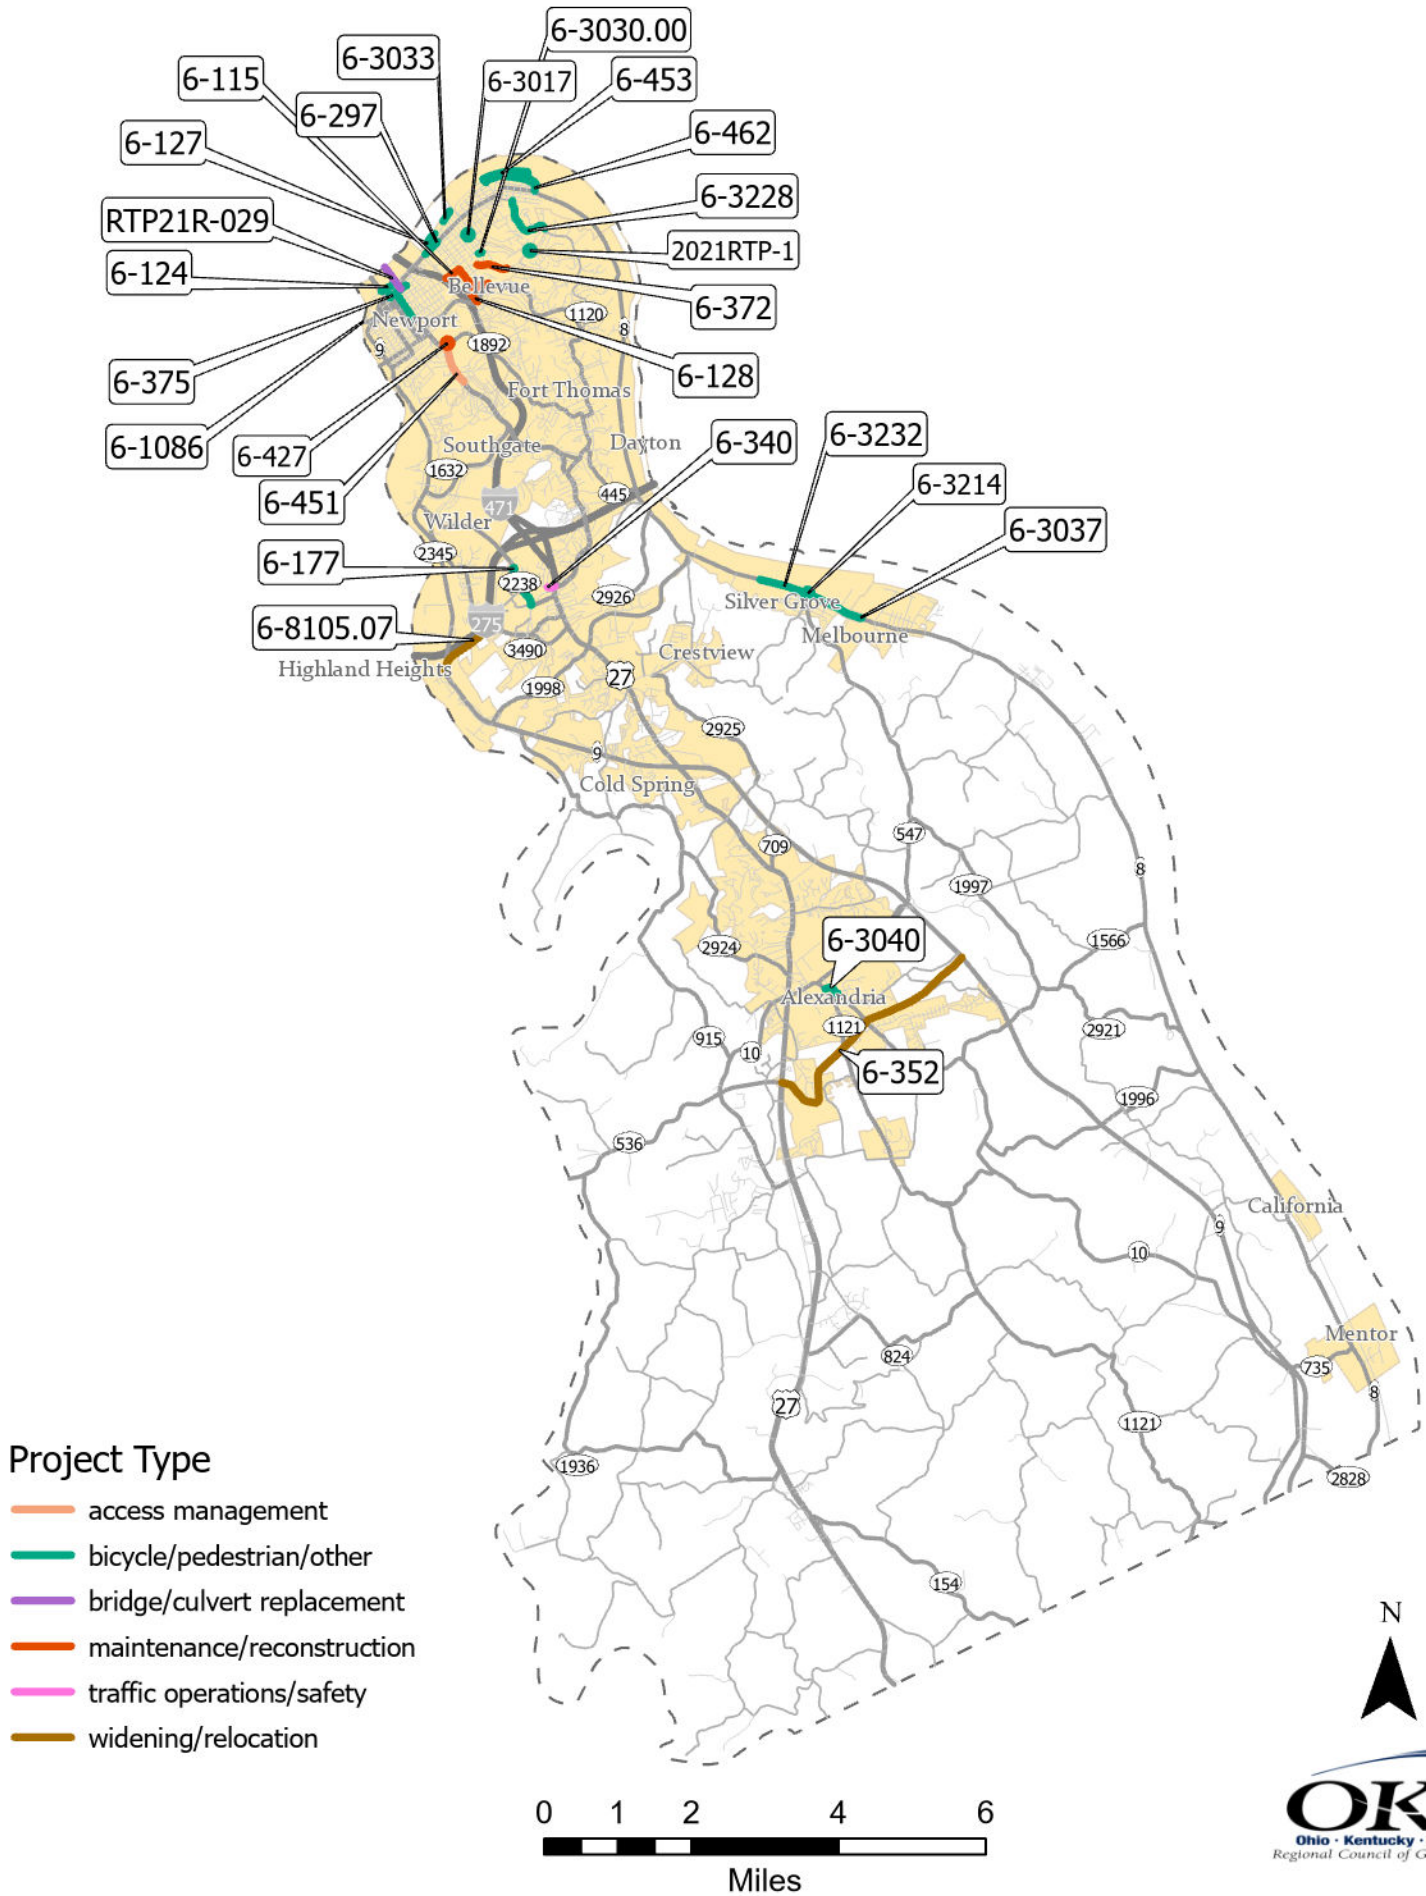 6-3030.00
6-3033
6-115
6-3017
6-453
6-297
6-127
6-462
6-3228
RTP21R-029
2021RTP-1
6-124
Bellevue
6-372
1120
Newport
8
9
1892
6-375
6-128
Fort Thomas
6-1086
6-427
Southgate
Dayton
6-340
6-3232
1632
6-451
445
6-3214
471
Wilder
6-3037
2345
6-177
2238
2926
Silver Grove
275
6-8105.07
Melbourne
3490
Crestview
Highland Heights
27
1998
2925
9
Cold Spring
547
709
8
1997
6-3040
1566
2924
Alexandria
1121
2921
915
10
6-352
1996
536
California
9
10
Mentor
824
735
8
27
1121
Project Type
1936
2828
access management
bicycle/pedestrian/other
154
bridge/culvert replacement
N
maintenance/reconstruction
traffic operations/safety
widening/relocation
0 1 2 4 6
Miles
OK
Ohio · Kentucky ·
Regional Council of G